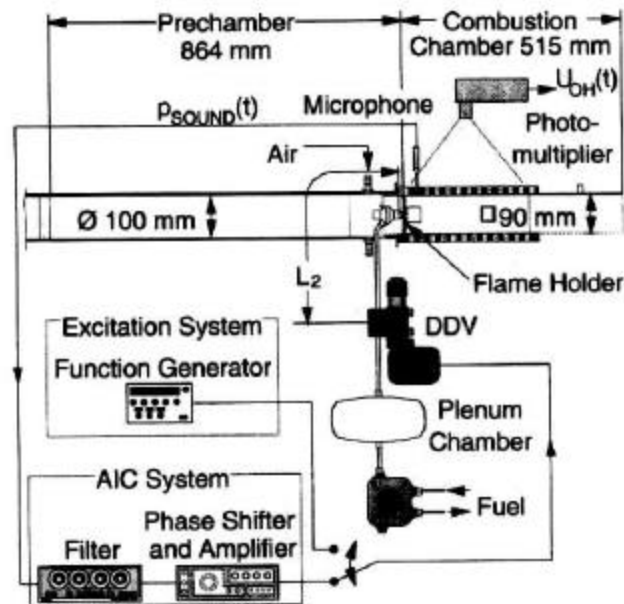 Prechamber
864 mm
Combustion
Chamber 515 mm
U_OH(t)
p_SOUND(t)
Microphone
Photo-
multiplier
Air
Ø 100 mm
□ 90 mm
L₂
Flame Holder
DDV
Excitation System
Function Generator
Plenum
Chamber
AIC System
Fuel
Phase Shifter
and Amplifier
Filter